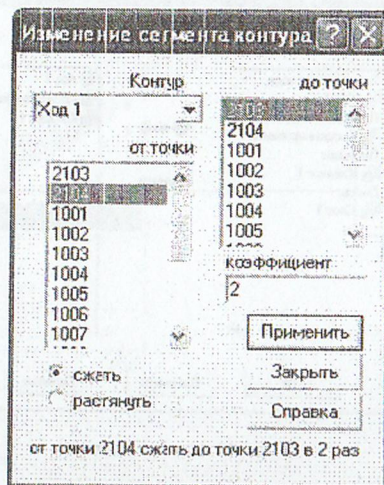 Изменение сегмента контура
Контур
Ход 1
от точки
2103
2104
1001
1002
1003
1004
1005
1006
1007
до точки
2103
2104
1001
1002
1003
1004
1005
коэффициент
2
сжать
растянуть
Применить
Закрыть
Справка
от точки 2104 сжать до точки 2103 в 2 раз